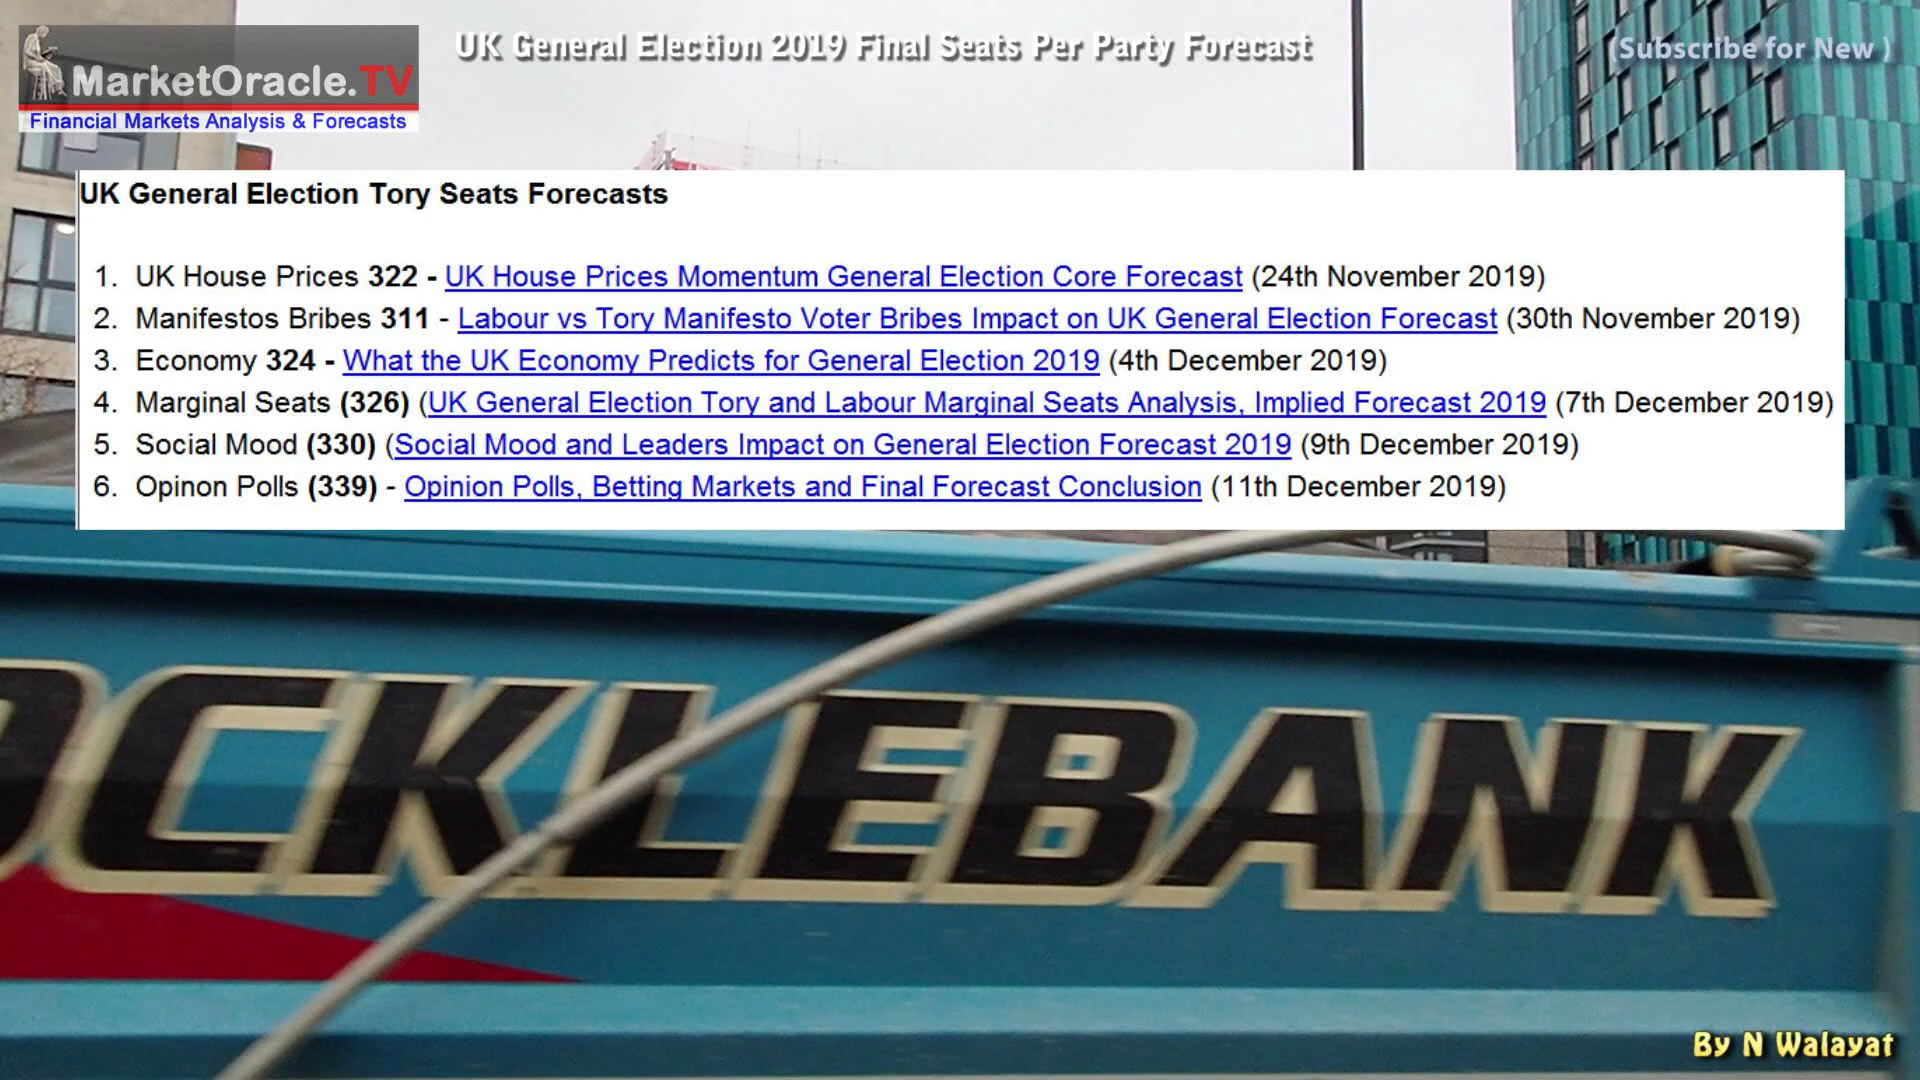 MarketOracle.TV
Financial Markets Analysis & Forecasts
UK General Election 2019 Final Seats Per Party Forecast
(Subscribe for New )
UK General Election Tory Seats Forecasts
1. UK House Prices 322 - UK House Prices Momentum General Election Core Forecast (24th November 2019)
2. Manifestos Bribes 311 - Labour vs Tory Manifesto Voter Bribes Impact on UK General Election Forecast (30th November 2019)
3. Economy 324 - What the UK Economy Predicts for General Election 2019 (4th December 2019)
4. Marginal Seats (326) (UK General Election Tory and Labour Marginal Seats Analysis, Implied Forecast 2019 (7th December 2019)
5. Social Mood (330) (Social Mood and Leaders Impact on General Election Forecast 2019 (9th December 2019)
6. Opinon Polls (339) - Opinion Polls, Betting Markets and Final Forecast Conclusion (11th December 2019)
OCKLEBANK
By N Walayat